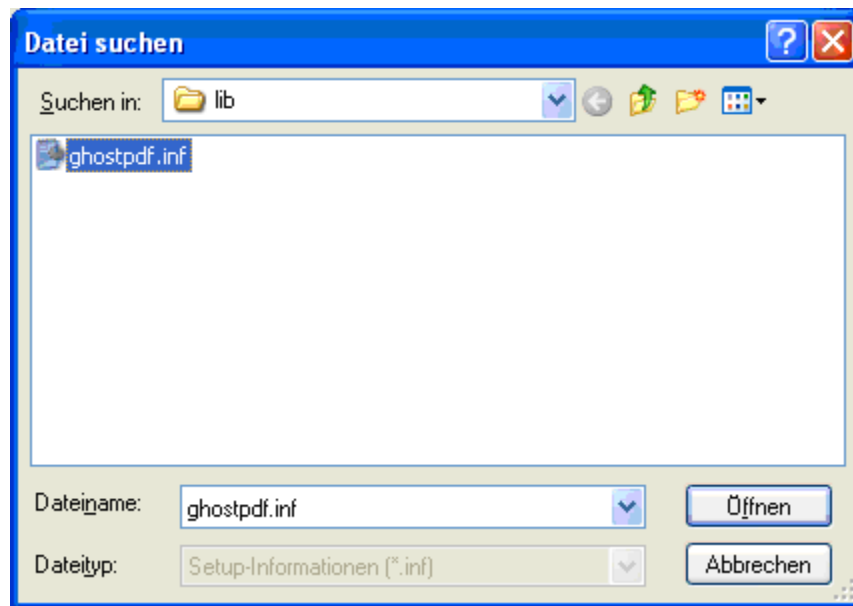 Datei suchen
Suchen in: lib
ghostpdf.inf
Dateiname: ghostpdf.inf Öffnen
Dateityp: Setup-Informationen (*.inf) Abbrechen